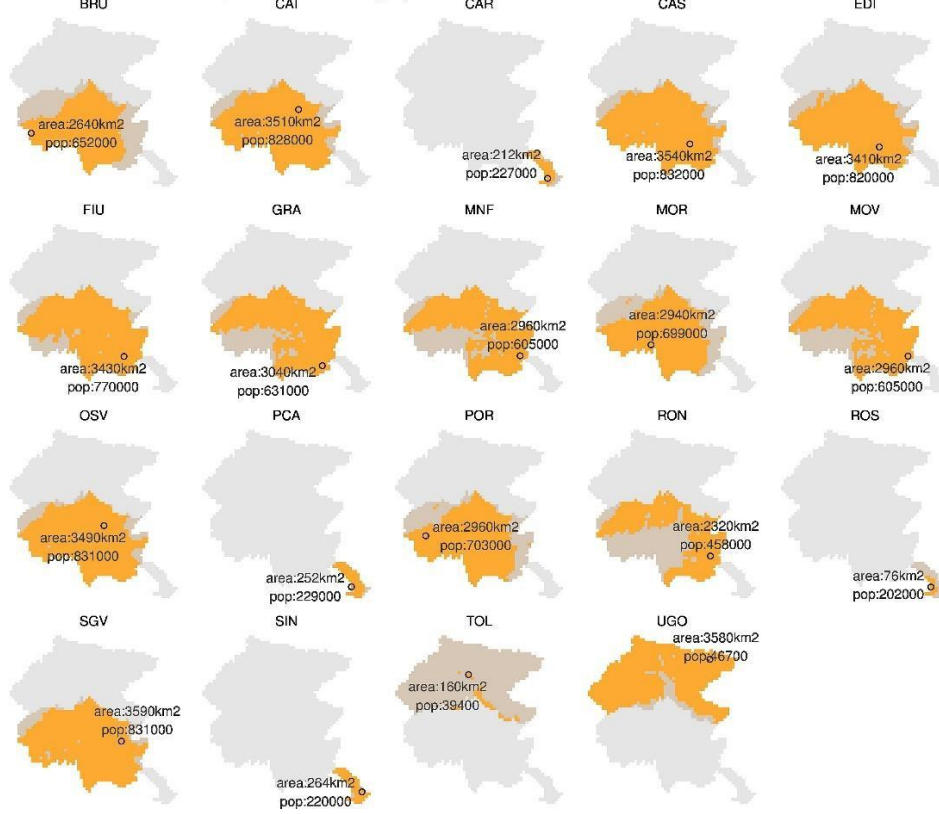 BRU CAI CAR CAS EDI
area:2640km2
pop:652000
area:3510km2
pop:828000
area:212km2
pop:227000
area:3540km2
pop:832000
area:3410km2
pop:820000
FIU GRA MNF MOR MOV
area:3430km2
pop:770000
area:3040km2
pop:631000
area:2960km2
pop:605000
area:2940km2
pop:699000
area:2960km2
pop:605000
OSV PCA POR RON ROS
area:3490km2
pop:831000
area:252km2
pop:229000
area:2960km2
pop:703000
area:2320km2
pop:458000
area:76km2
pop:202000
SGV SIN TOL UGO
area:3590km2
pop:831000
area:264km2
pop:220000
area:160km2
pop:39400
area:3580km2
pop:46700